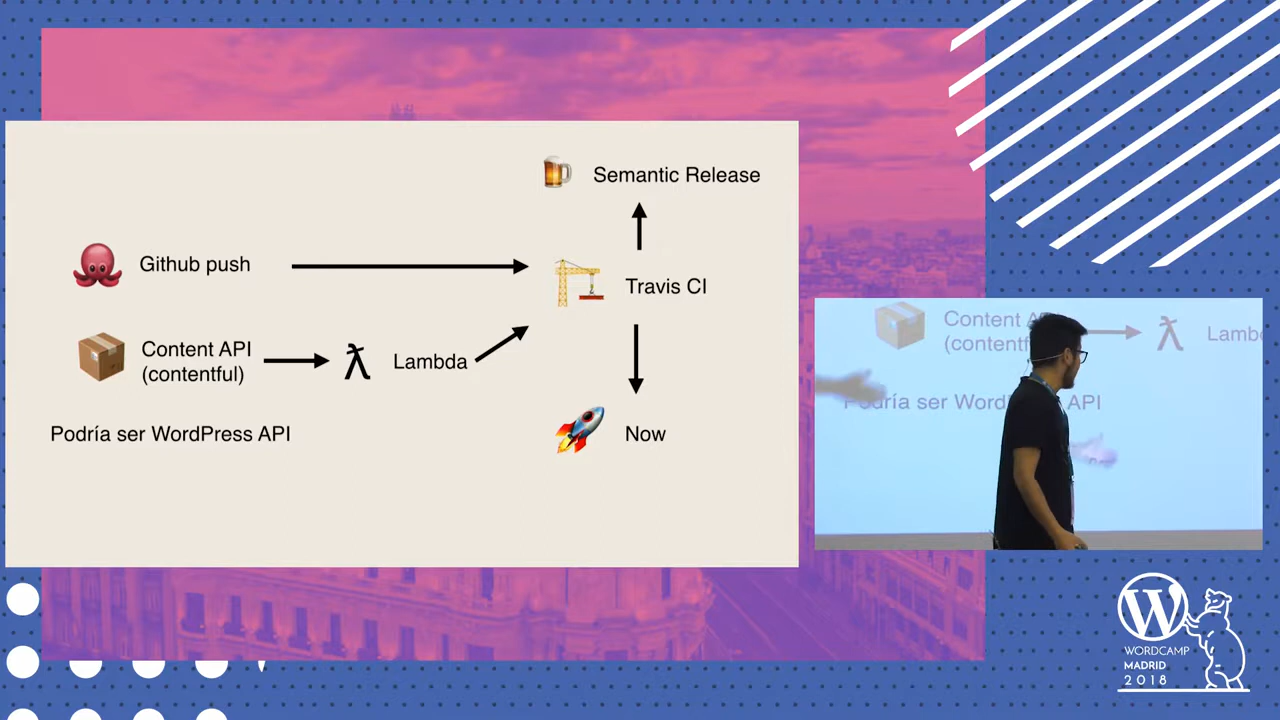 Semantic Release
Github push
Travis CI
Content API
(contentful)
λ
Lambda
Podría ser WordPress API
Now
Content A
(contentf
λ
Lambd
Podría ser Word API
W
WORDCAMP
MADRID
2018